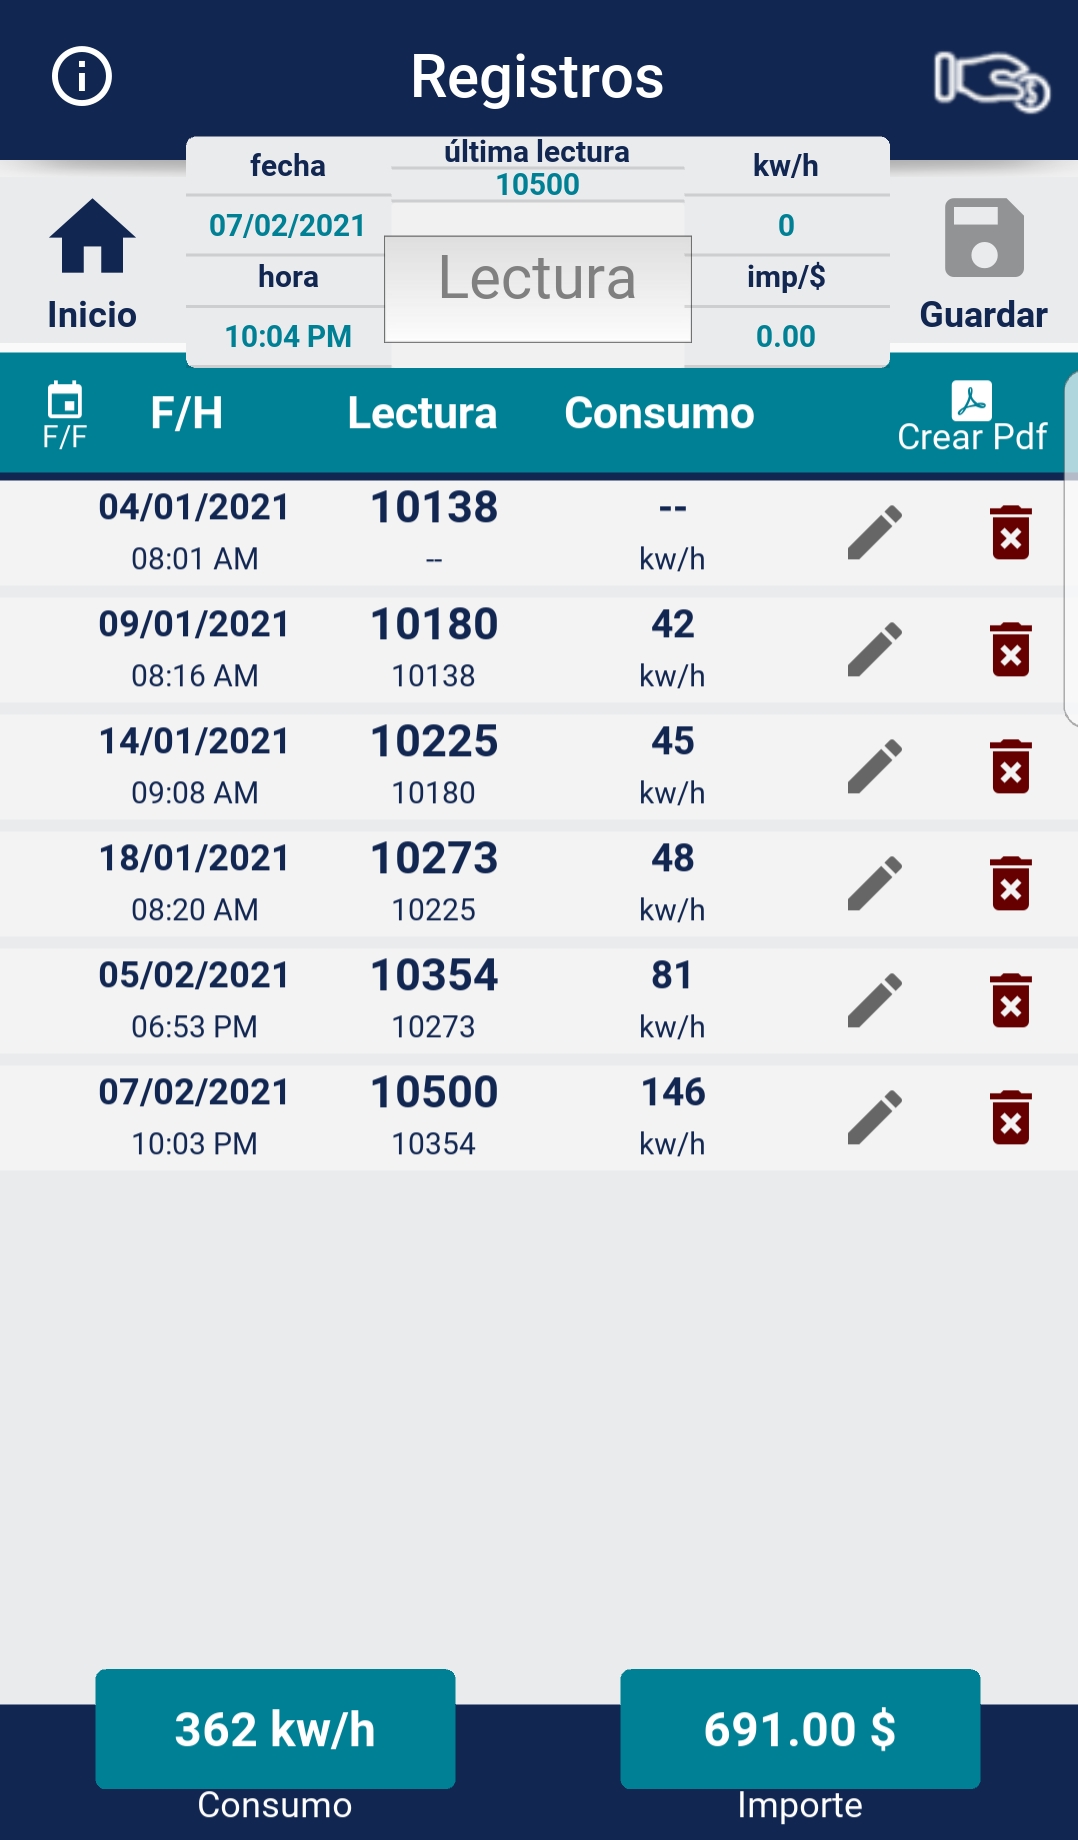 Registros
fecha
última lectura
kw/h
10500
07/02/2021
0
hora
Lectura
imp/$
Inicio
10:04 PM
0.00
Guardar
F/F
F/H
Lectura
Consumo
Crear Pdf
04/01/2021 10138 --
08:01 AM -- kw/h
09/01/2021 10180 42
08:16 AM 10138 kw/h
14/01/2021 10225 45
09:08 AM 10180 kw/h
18/01/2021 10273 48
08:20 AM 10225 kw/h
05/02/2021 10354 81
06:53 PM 10273 kw/h
07/02/2021 10500 146
10:03 PM 10354 kw/h
362 kw/h
Consumo
691.00 $
Importe